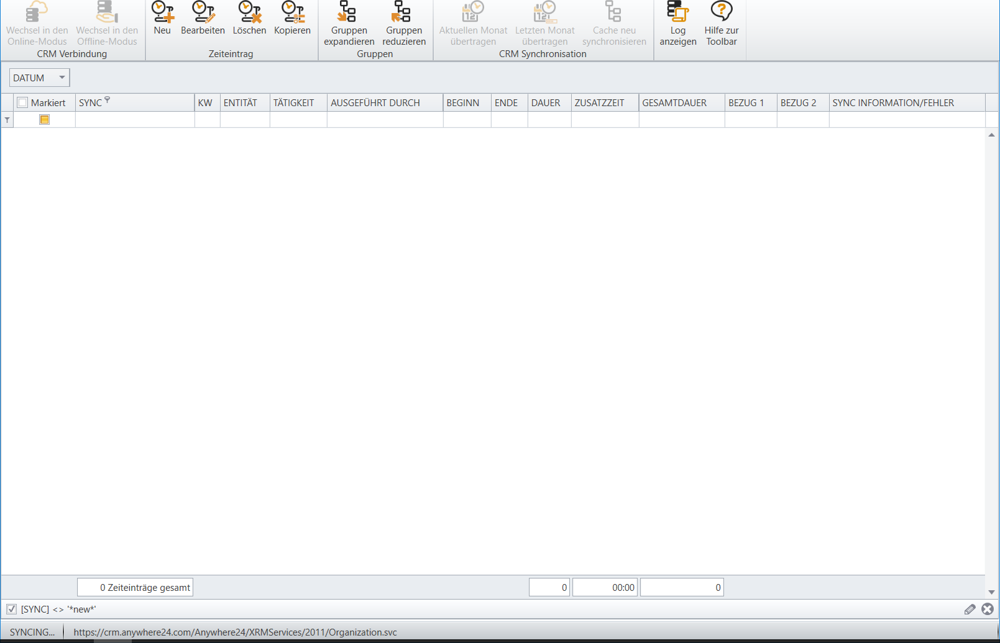 Wechsel in den
Online-Modus
Wechsel in den
Offline-Modus
CRM Verbindung
Neu
Bearbeiten
Löschen
Kopieren
Zeiteintrag
Gruppen
expandieren
Gruppen
reduzieren
Gruppen
Aktuellen Monat
übertragen
Letzten Monat
übertragen
Cache neu
synchronisieren
CRM Synchronisation
Log
anzeigen
Hilfe zur
Toolbar
DATUM
Markiert SYNC KW ENTITÄT TÄTIGKEIT AUSGEFÜHRT DURCH BEGINN ENDE DAUER ZUSATZZEIT GESAMTDAUER BEZUG 1 BEZUG 2 SYNC INFORMATION/FEHLER
0 Zeiteinträge gesamt 0 00:00 0
[SYNC] <> '*new*'
SYNCING... https://crm.anywhere24.com/Anywhere24/XRMServices/2011/Organization.svc